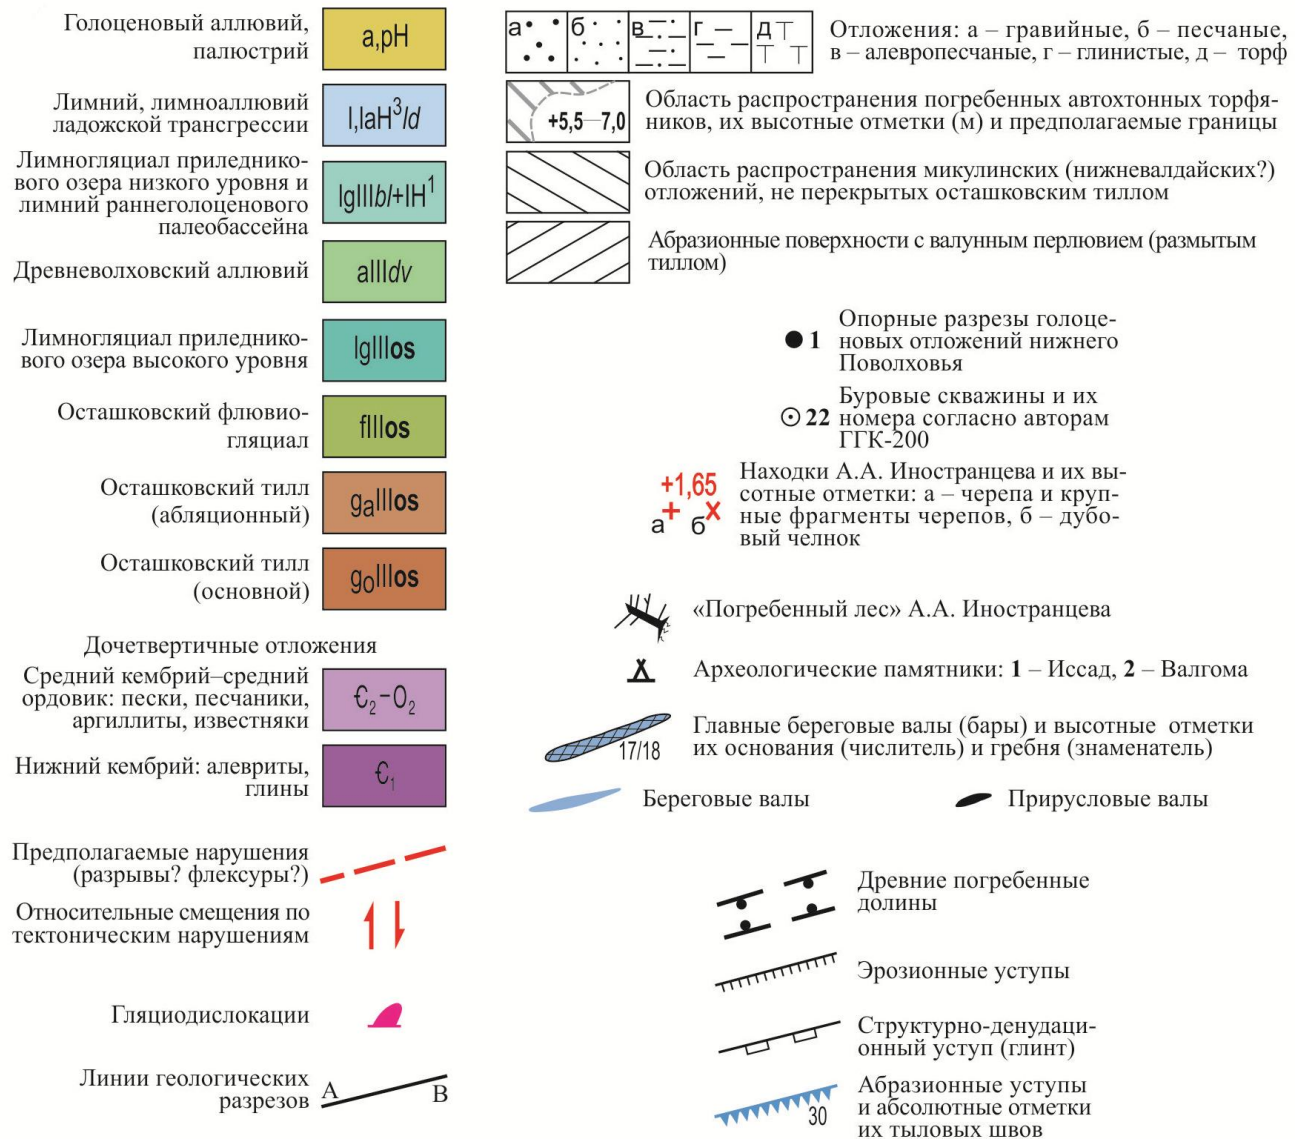 Голоценовый аллювий,
палюстрий
a,pH
Лимний, лимноаллювий
ладожской трансгрессии
l,laH³ld
Лимногляциал приледнико-
вого озера низкого уровня и
лимний раннеголоценового
палеобассейна
lgIIIbl+lH¹
Древневолховский аллювий
aIIIdv
Лимногляциал приледнико-
вого озера высокого уровня
lgIIIos
Осташковский флювио-
гляциал
fIIIos
Осташковский тилл
(абляционный)
gаIIIos
Осташковский тилл
(основной)
gоIIIos
Дочетвертичные отложения
Средний кембрий–средний
ордовик: пески, песчаники,
аргиллиты, известняки
Є₂–O₂
Нижний кембрий: алевриты,
глины
Є₁
Предполагаемые нарушения
(разрывы? флексуры?)
Относительные смещения по
тектоническим нарушениям
Гляциодислокации
Линии геологических
разрезов
А В
а б в г д
Отложения: а – гравийные, б – песчаные,
в – алевропесчаные, г – глинистые, д – торф
+5,5—7,0
Область распространения погребенных автохтонных торфя-
ников, их высотные отметки (м) и предполагаемые границы
Область распространения микулинских (нижневалдайских?)
отложений, не перекрытых осташковским тиллом
Абразионные поверхности с валунным перлювием (размытым
тиллом)
1
Опорные разрезы голоце-
новых отложений нижнего
Поволховья
22
Буровые скважины и их
номера согласно авторам
ГГК-200
+1,65
а б
Находки А.А. Иностранцева и их вы-
сотные отметки: а – черепа и круп-
ные фрагменты черепов, б – дубо-
вый челнок
«Погребенный лес» А.А. Иностранцева
Археологические памятники: 1 – Иссад, 2 – Валгома
17/18
Главные береговые валы (бары) и высотные отметки
их основания (числитель) и гребня (знаменатель)
Береговые валы
Прирусловые валы
Древние погребенные
долины
Эрозионные уступы
Структурно-денудаци-
онный уступ (глинт)
30
Абразионные уступы
и абсолютные отметки
их тыловых швов